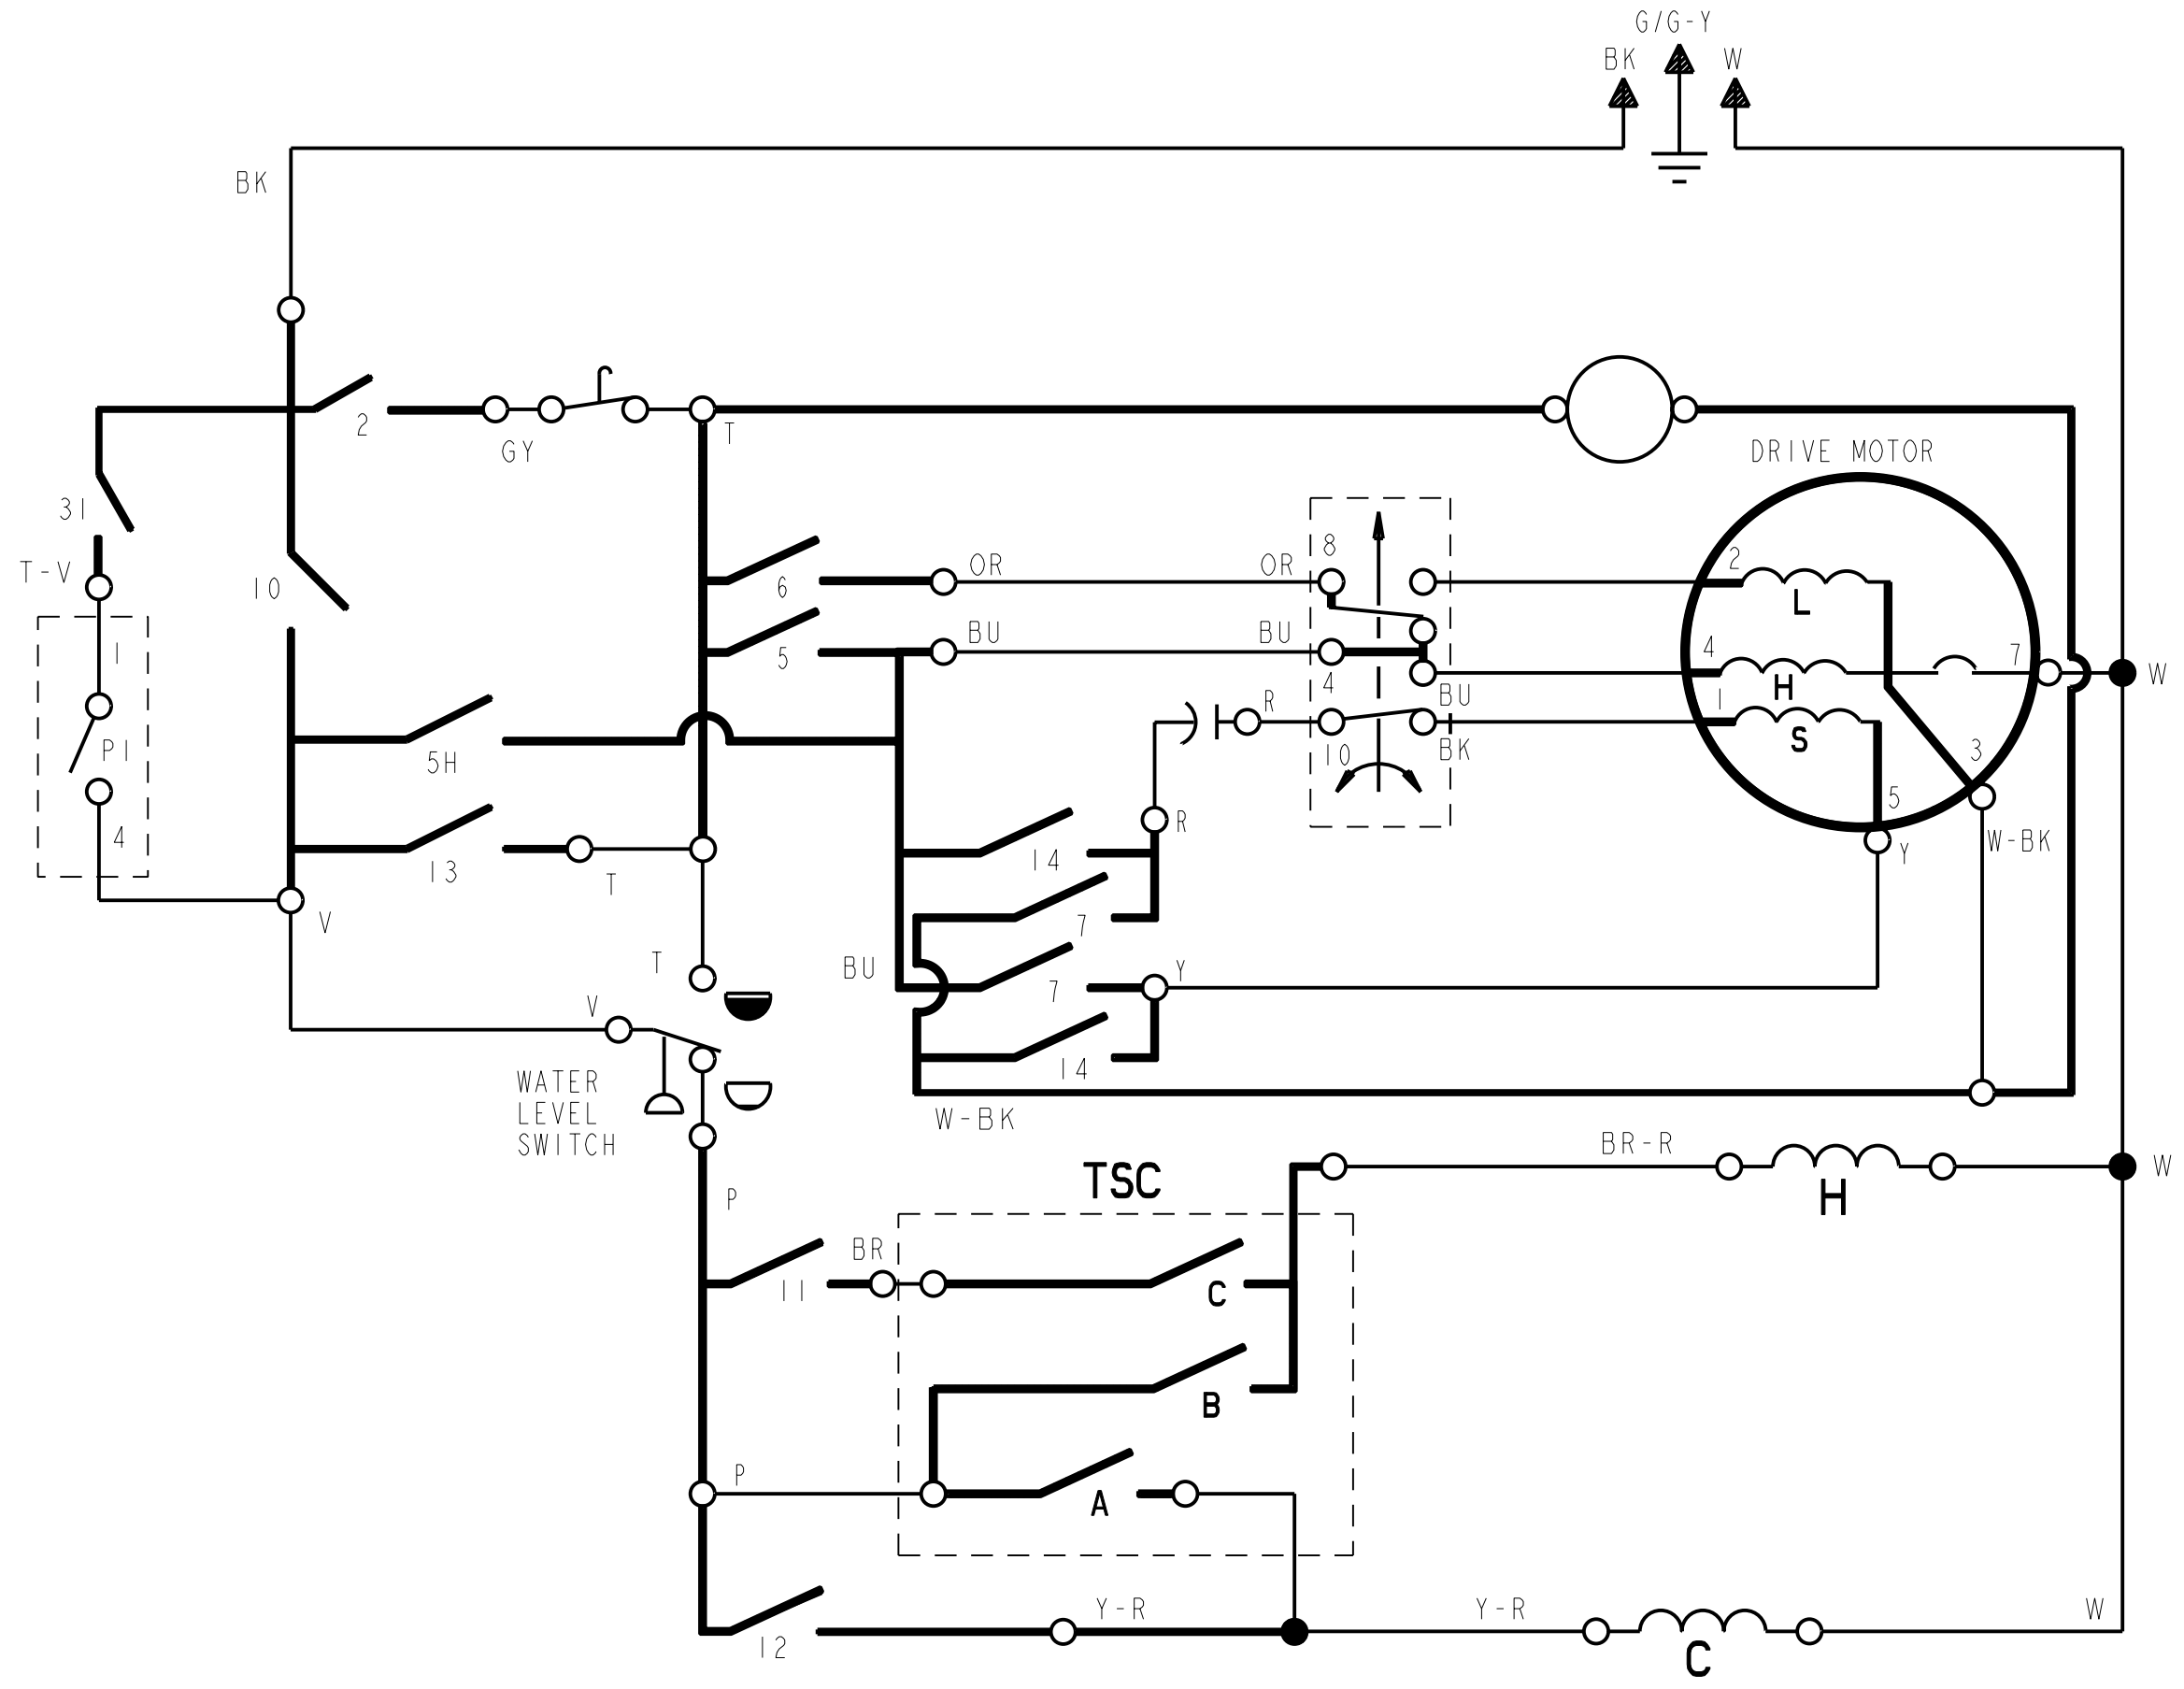 G/G-Y
BK
W
BK
2
GY
T
DRIVE MOTOR
31
T-V
10
6
OR
OR
8
2
L
1
5
BU
BU
4
BU
4
H
7
W
P1
5H
R
10
BK
1
S
3
4
13
T
14
R
5
Y
W-BK
V
7
T
BU
7
Y
V
14
WATER
LEVEL
SWITCH
W-BK
P
TSC
BR-R
H
W
11
BR
C
B
P
A
12
Y-R
Y-R
C
W